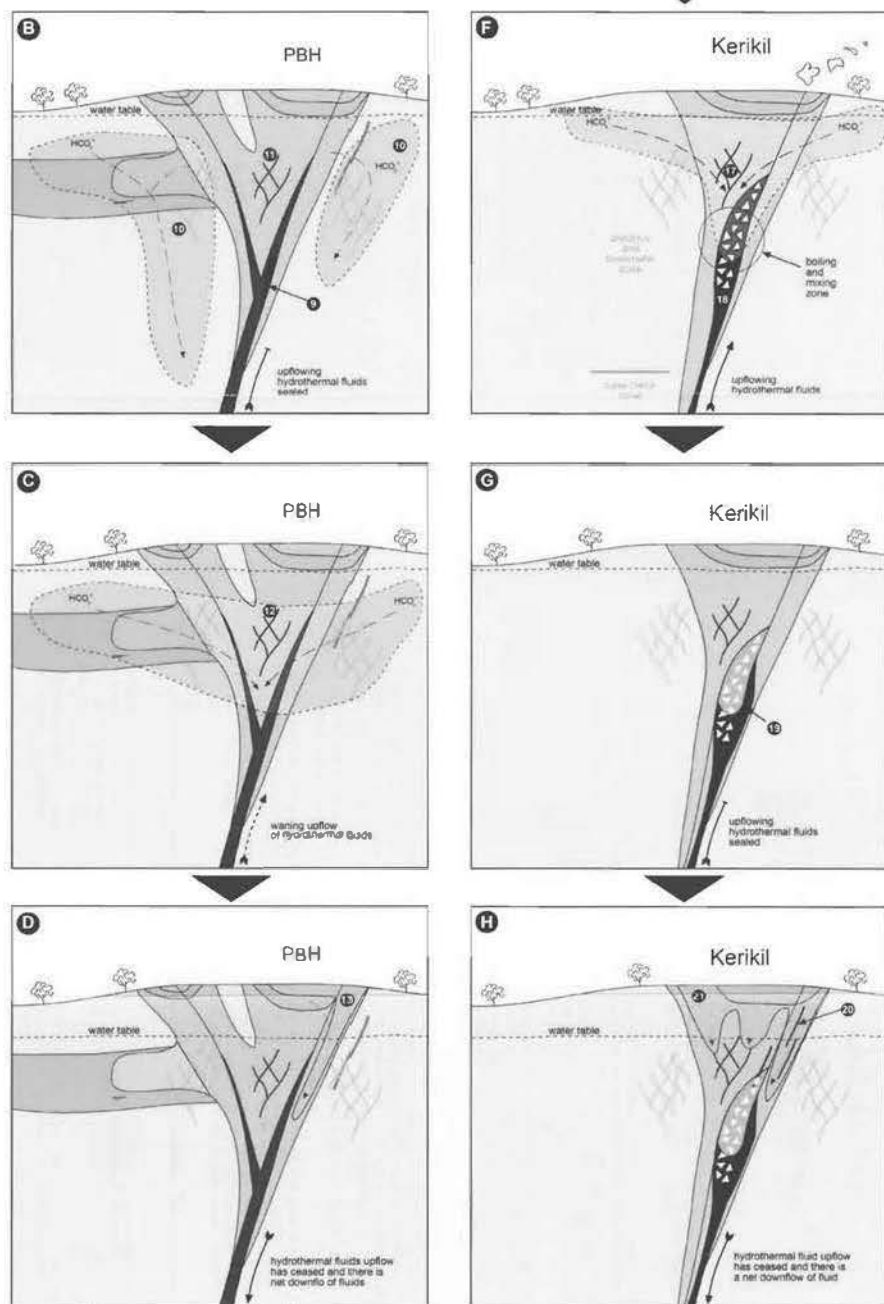 B
PBH
water table
HCO₃⁻
10
11
HCO₃⁻
10
9
upflowing
hydrothermal fluids
sealed
F
Kerikil
water table
HCO₃⁻
HCO₃⁻
17
boiling
and
mixing
zone
18
upflowing
hydrothermal fluids
C
PBH
water table
HCO₃⁻
12
HCO₃⁻
waning upflow
of hydrothermal fluids
G
Kerikil
water table
19
upflowing
hydrothermal fluids
sealed
D
PBH
13
water table
hydrothermal fluids upflow
has ceased and there is
net downflo of fluids
H
Kerikil
21
20
water table
hydrothermal fluid upflow
has ceased and there is
a net downflow of fluid